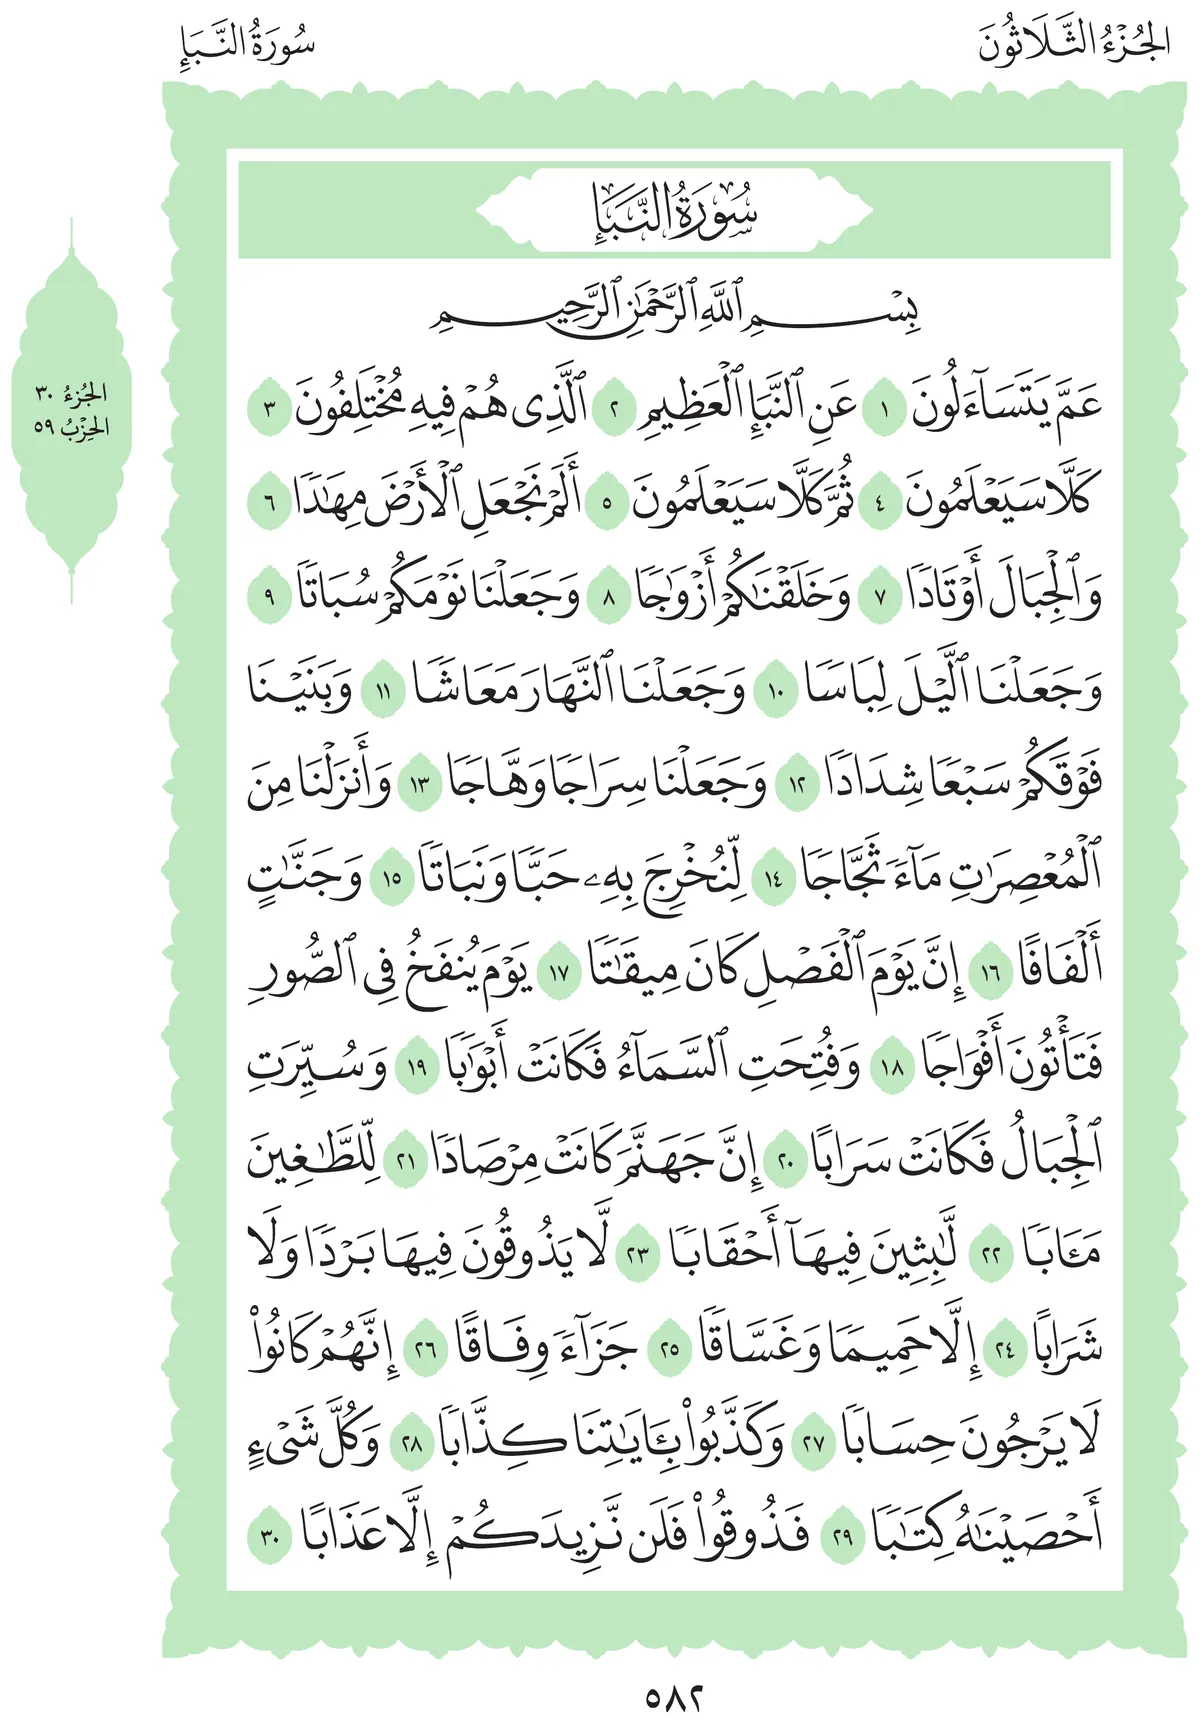 الجُزْءُ الثَّلَاثُونَ
سُورَةُ النَّبَإِ
سُورَةُ النَّبَإِ
الجُزءُ ٣٠
الحِزْبُ ٥٩
بِسْمِ ٱللَّهِ ٱلرَّحْمَٰنِ ٱلرَّحِيمِ
عَمَّ يَتَسَآءَلُونَ ١ عَنِ ٱلنَّبَإِ ٱلْعَظِيمِ ٢ ٱلَّذِى هُمْ فِيهِ مُخْتَلِفُونَ ٣
كَلَّا سَيَعْلَمُونَ ٤ ثُمَّ كَلَّا سَيَعْلَمُونَ ٥ أَلَمْ نَجْعَلِ ٱلْأَرْضَ مِهَٰدًا ٦
وَٱلْجِبَالَ أَوْتَادًا ٧ وَخَلَقْنَٰكُمْ أَزْوَٰجًا ٨ وَجَعَلْنَا نَوْمَكُمْ سُبَاتًا ٩
وَجَعَلْنَا ٱلَّيْلَ لِبَاسًا ١٠ وَجَعَلْنَا ٱلنَّهَارَ مَعَاشًا ١١ وَبَنَيْنَا
فَوْقَكُمْ سَبْعًا شِدَادًا ١٢ وَجَعَلْنَا سِرَاجًا وَهَّاجًا ١٣ وَأَنزَلْنَا مِنَ
ٱلْمُعْصِرَٰتِ مَآءً ثَجَّاجًا ١٤ لِّنُخْرِجَ بِهِۦ حَبًّا وَنَبَاتًا ١٥ وَجَنَّٰتٍ
أَلْفَافًا ١٦ إِنَّ يَوْمَ ٱلْفَصْلِ كَانَ مِيقَٰتًا ١٧ يَوْمَ يُنفَخُ فِى ٱلصُّورِ
فَتَأْتُونَ أَفْوَاجًا ١٨ وَفُتِحَتِ ٱلسَّمَآءُ فَكَانَتْ أَبْوَٰبًا ١٩ وَسُيِّرَتِ
ٱلْجِبَالُ فَكَانَتْ سَرَابًا ٢٠ إِنَّ جَهَنَّمَ كَانَتْ مِرْصَادًا ٢١ لِّلطَّٰغِينَ
مَـَٔابًا ٢٢ لَّٰبِثِينَ فِيهَآ أَحْقَابًا ٢٣ لَّا يَذُوقُونَ فِيهَا بَرْدًا وَلَا
شَرَابًا ٢٤ إِلَّا حَمِيمًا وَغَسَّاقًا ٢٥ جَزَآءً وِفَاقًا ٢٦ إِنَّهُمْ كَانُوا۟
لَا يَرْجُونَ حِسَابًا ٢٧ وَكَذَّبُوا۟ بِـَٔايَٰتِنَا كِذَّابًا ٢٨ وَكُلَّ شَىْءٍ
أَحْصَيْنَٰهُ كِتَٰبًا ٢٩ فَذُوقُوا۟ فَلَن نَّزِيدَكُمْ إِلَّا عَذَابًا ٣٠
٥٨٢